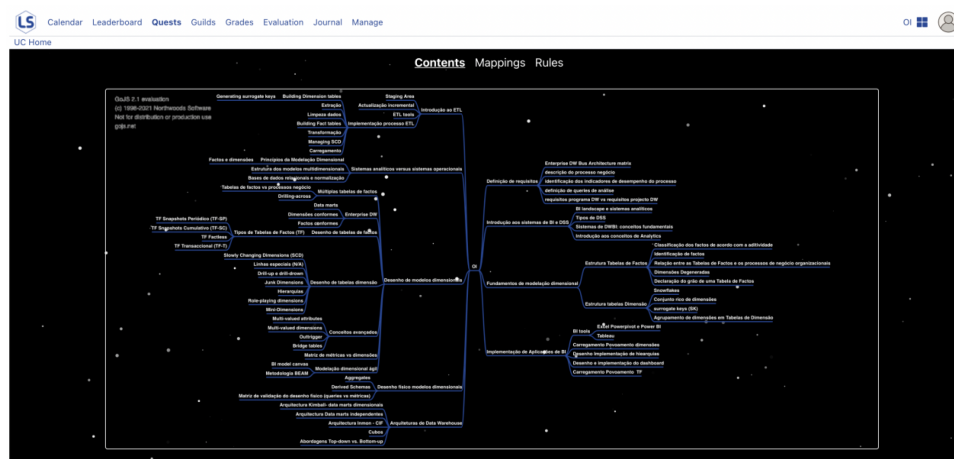 LS
Calendar Leaderboard Quests Guilds Grades Evaluation Journal Manage
OI
UC Home
Contents Mappings Rules
GoJS 2.1 evaluation
(c) 1998-2021 Northwoods Software
Not for distribution or production use
gojs.net
Generating surrogate keys
Building Dimension tables
Extração
Limpeza dados
Building Fact tables
Transformação
Managing SCD
Carregamento
Staging Area
Actualização incremental
ETL tools
Implementação processo ETL
Introdução ao ETL
Factos e dimensões
Princípios da Modelação Dimensional
Estrutura dos modelos multidimensionais
Bases de dados relacionais e normalização
Sistemas analíticos versus sistemas operacionais
Tabelas de factos vs processos negócio
Drilling-across
Múltiplas tabelas de factos
Data marts
Dimensões conformes
Factos conformes
Enterprise DW
TF Snapshots Periódico (TF-SP)
TF Snapshots Cumulativo (TF-SC)
TF Factless
TF Transaccional (TF-T)
Tipos de Tabelas de Factos (TF)
Desenho de tabelas de factos
Slowly Changing Dimensions (SCD)
Linhas especiais (N/A)
Drill-up e drill-drown
Junk Dimensions
Hierarquias
Role-playing dimensions
Mini-Dimensions
Desenho de tabelas dimensão
Multi-valued attributes
Multi-valued dimensions
Outtrigger
Bridge tables
Conceitos avançados
Matriz de métricas vs dimensões
BI model canvas
Metodologia BEAM
Modelação dimensional ágil
Desenho de modelos dimensionais
Aggregates
Derived Schemas
Matriz de validação do desenho físico (queries vs métricas)
Desenho físico modelos dimensionais
Arquitectura Kimball- data marts dimensionais
Arquitectura Data marts independentes
Arquitectura Inmon - CIF
Cubos
Abordagens Top-down vs. Bottom-up
Arquiteturas de Data Warehouse
OI
Definição de requisitos
Enterprise DW Bus Architecture matrix
descrição do processo negócio
identificação das indicadores de desempenho do processo
definição de queries de análise
requisitos programa DW vs requisitos projecto DW
Introdução aos sistemas de BI e DSS
BI landscape e sistemas analíticos
Tipos de DSS
Sistemas de DWBI: conceitos fundamentais
Introdução aos conceitos de Analytics
Fundamentos de modelação dimensional
Estrutura Tabelas de Factos
Classificação dos factos de acordo com a aditividade
Identificação de factos
Relação entre as Tabelas de Factos e os processos de negócio organizacionais
Dimensões Degeneradas
Declaração do grão de uma Tabela de Factos
Estrutura tabelas Dimensão
Snowflakes
Conjunto rico de dimensões
surrogate keys (SK)
Agrupamento de dimensões em Tabelas de Dimensão
Implementação de Aplicações de BI
BI tools
Excel Powerpivot e Power BI
Tableau
Carregamento Povoamento dimensões
Desenho Implementação de hierarquias
Desenho e implementação do dashboard
Carregamento Povoamento TF